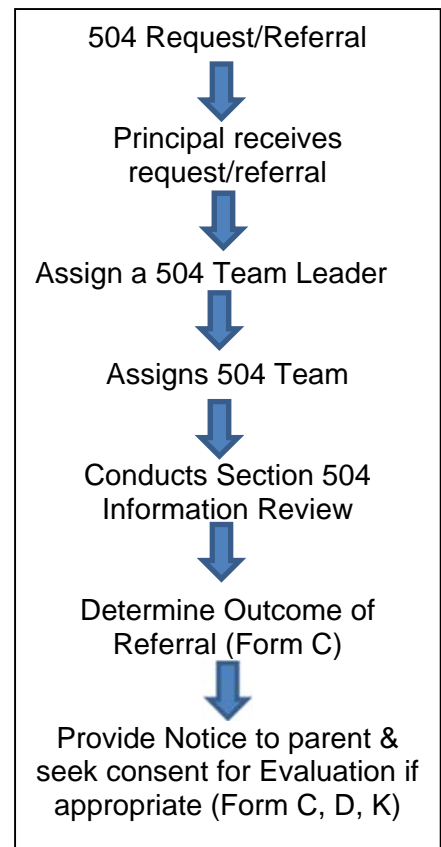 504 Request/Referral
Principal receives
request/referral
Assign a 504 Team Leader
Assigns 504 Team
Conducts Section 504
Information Review
Determine Outcome of
Referral (Form C)
Provide Notice to parent &
seek consent for Evaluation if
appropriate (Form C, D, K)